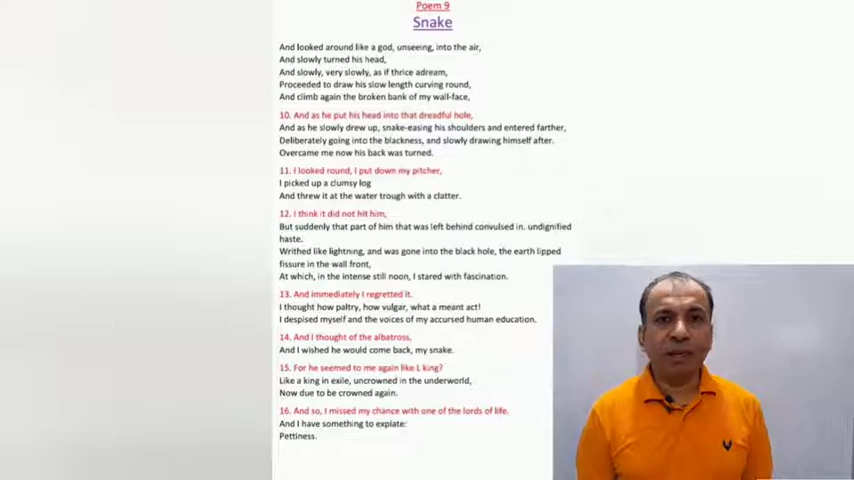 Poem 9
Snake
And looked around like a god, unseeing, into the air,
And slowly turned his head,
And slowly, very slowly, as if thrice adream,
Proceeded to draw his slow length curving round,
And climb again the broken bank of my wall-face,
10. And as he put his head into that dreadful hole,
And as he slowly drew up, snake-easing his shoulders and entered farther,
Deliberately going into the blackness, and slowly drawing himself after.
Overcame me now his back was turned.
11. I looked round, I put down my pitcher,
I picked up a clumsy log
And threw it at the water trough with a clatter.
12. I think it did not hit him,
But suddenly that part of him that was left behind convulsed in. undignified
haste.
Writhed like lightning, and was gone into the black hole, the earth lipped
fissure in the wall front,
At which, in the intense still noon, I stared with fascination.
13. And immediately I regretted it.
I thought how paltry, how vulgar, what a meant act!
I despised myself and the voices of my accursed human education.
14. And I thought of the albatross,
And I wished he would come back, my snake.
15. For he seemed to me again like L king?
Like a king in exile, uncrowned in the underworld,
Now due to be crowned again.
16. And so, I missed my chance with one of the lords of life.
And I have something to expiate:
Pettiness.